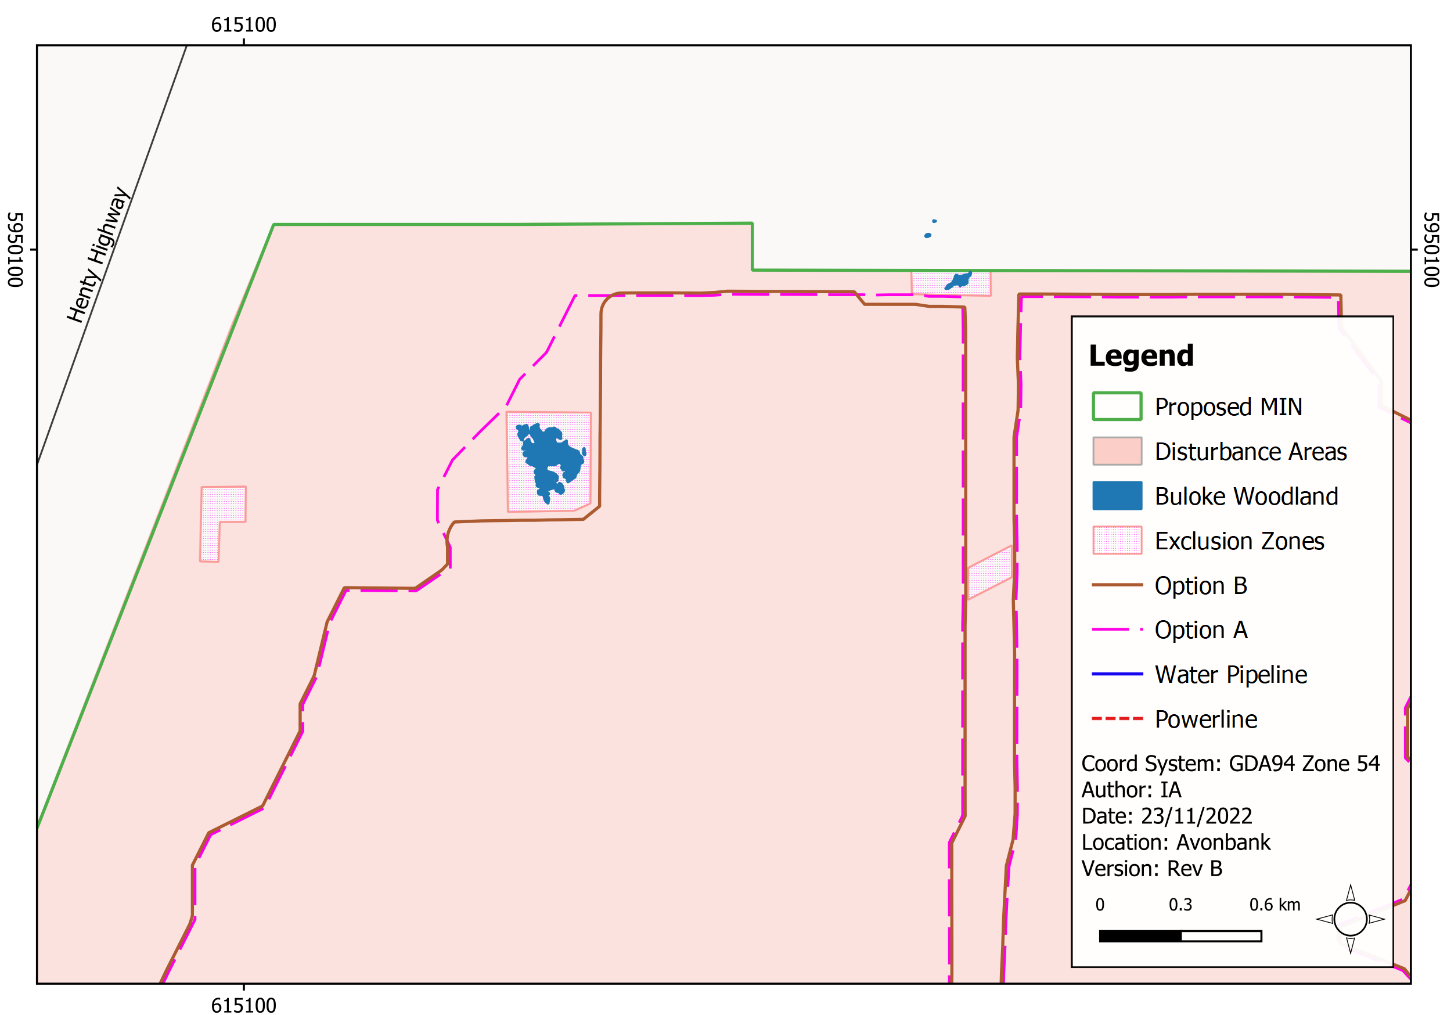 615100
5950100
5950100
Henty Highway
Legend
Proposed MIN
Disturbance Areas
Buloke Woodland
Exclusion Zones
Option B
Option A
Water Pipeline
Powerline
Coord System: GDA94 Zone 54
Author: IA
Date: 23/11/2022
Location: Avonbank
Version: Rev B
0 0.3 0.6 km
615100